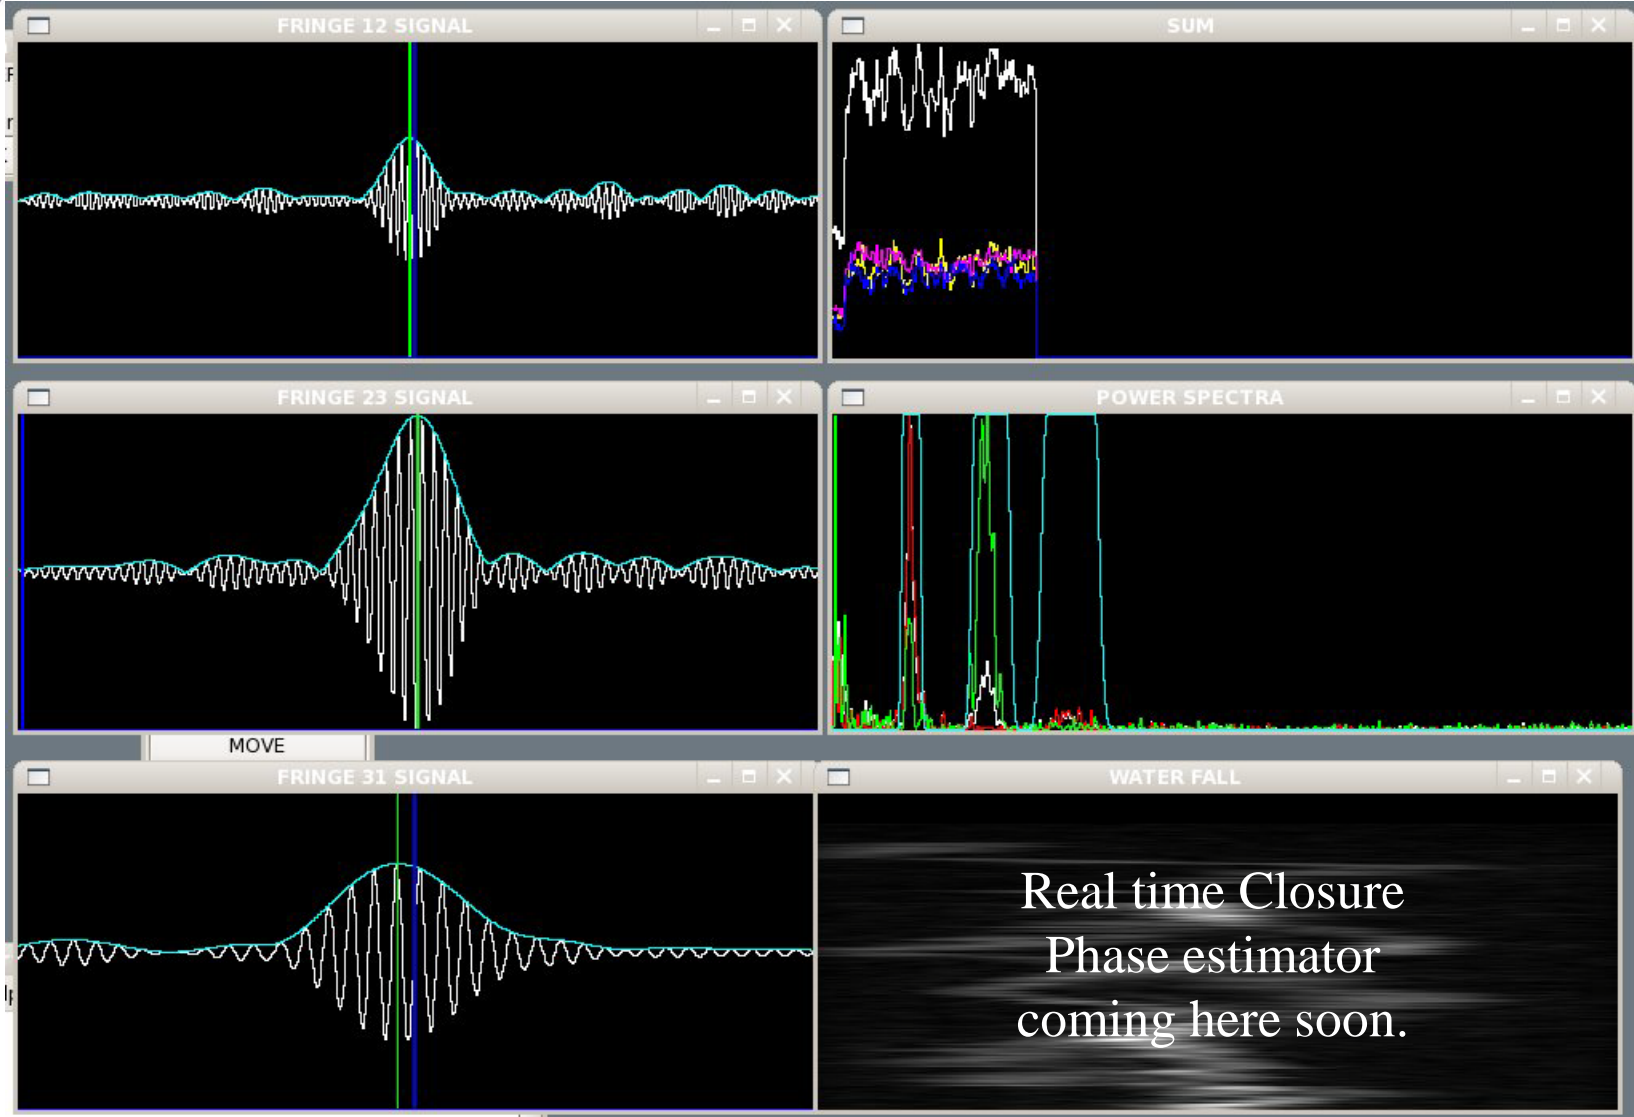 FRINGE 12 SIGNAL
SUM
FRINGE 23 SIGNAL
POWER SPECTRA
MOVE
FRINGE 31 SIGNAL
WATER FALL
Real time Closure
Phase estimator
coming here soon.